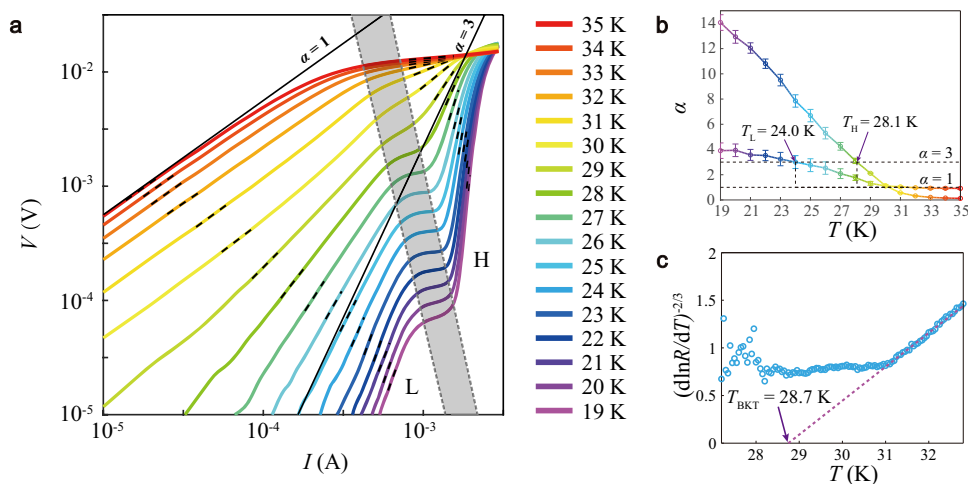 a
α = 1
α = 3
10⁻²
10⁻³
10⁻⁴
10⁻⁵
V (V)
H
L
10⁻⁵
10⁻⁴
10⁻³
I (A)
35 K
34 K
33 K
32 K
31 K
30 K
29 K
28 K
27 K
26 K
25 K
24 K
23 K
22 K
21 K
20 K
19 K
b
14
12
10
8
6
4
2
0
α
T_L = 24.0 K
T_H = 28.1 K
α = 3
α = 1
19 21 23 25 27 29 31 33 35
T (K)
c
2
1.5
1.0
0.5
0
(dlnR/dT)⁻²ᐟ³
T_BKT = 28.7 K
28 29 30 31 32
27
T (K)